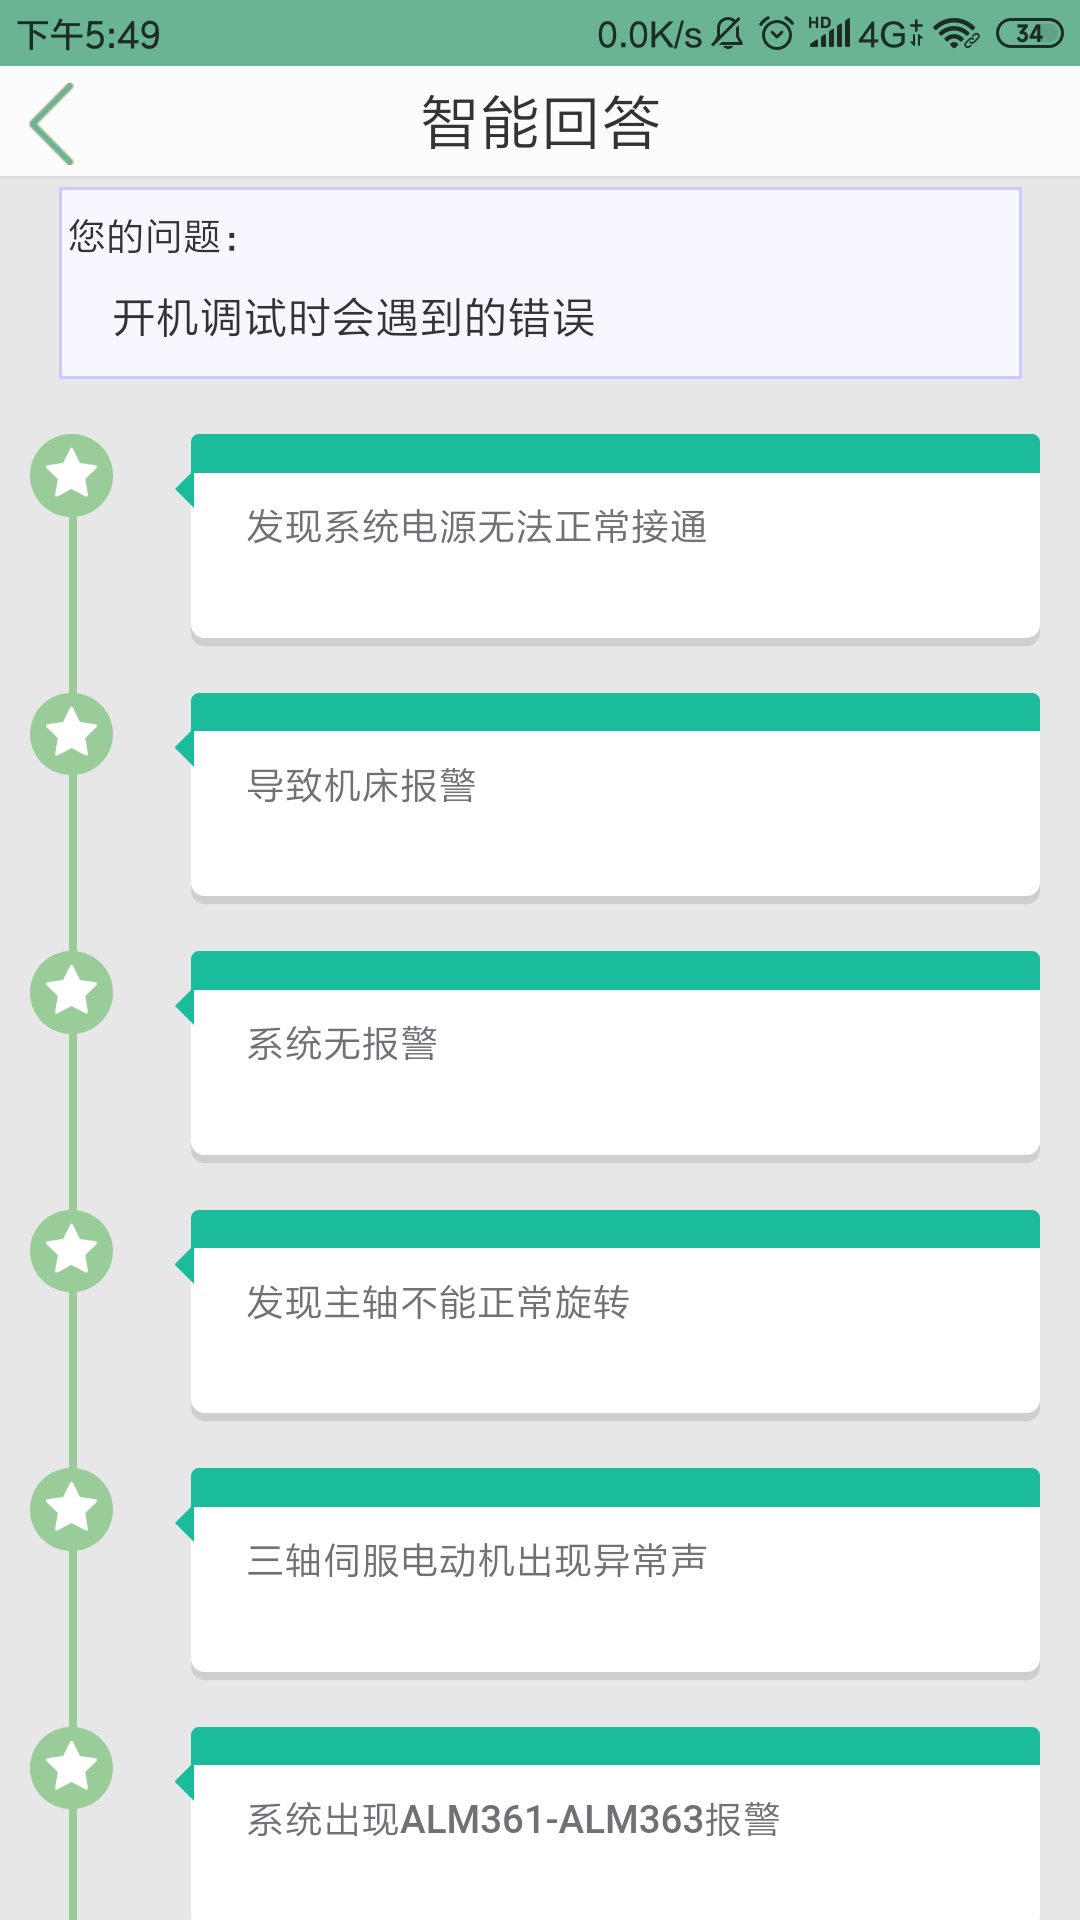 下午5:49
0.0K/s HD 4G 34
智能回答
您的问题：
开机调试时会遇到的错误
发现系统电源无法正常接通
导致机床报警
系统无报警
发现主轴不能正常旋转
三轴伺服电动机出现异常声
系统出现ALM361-ALM363报警